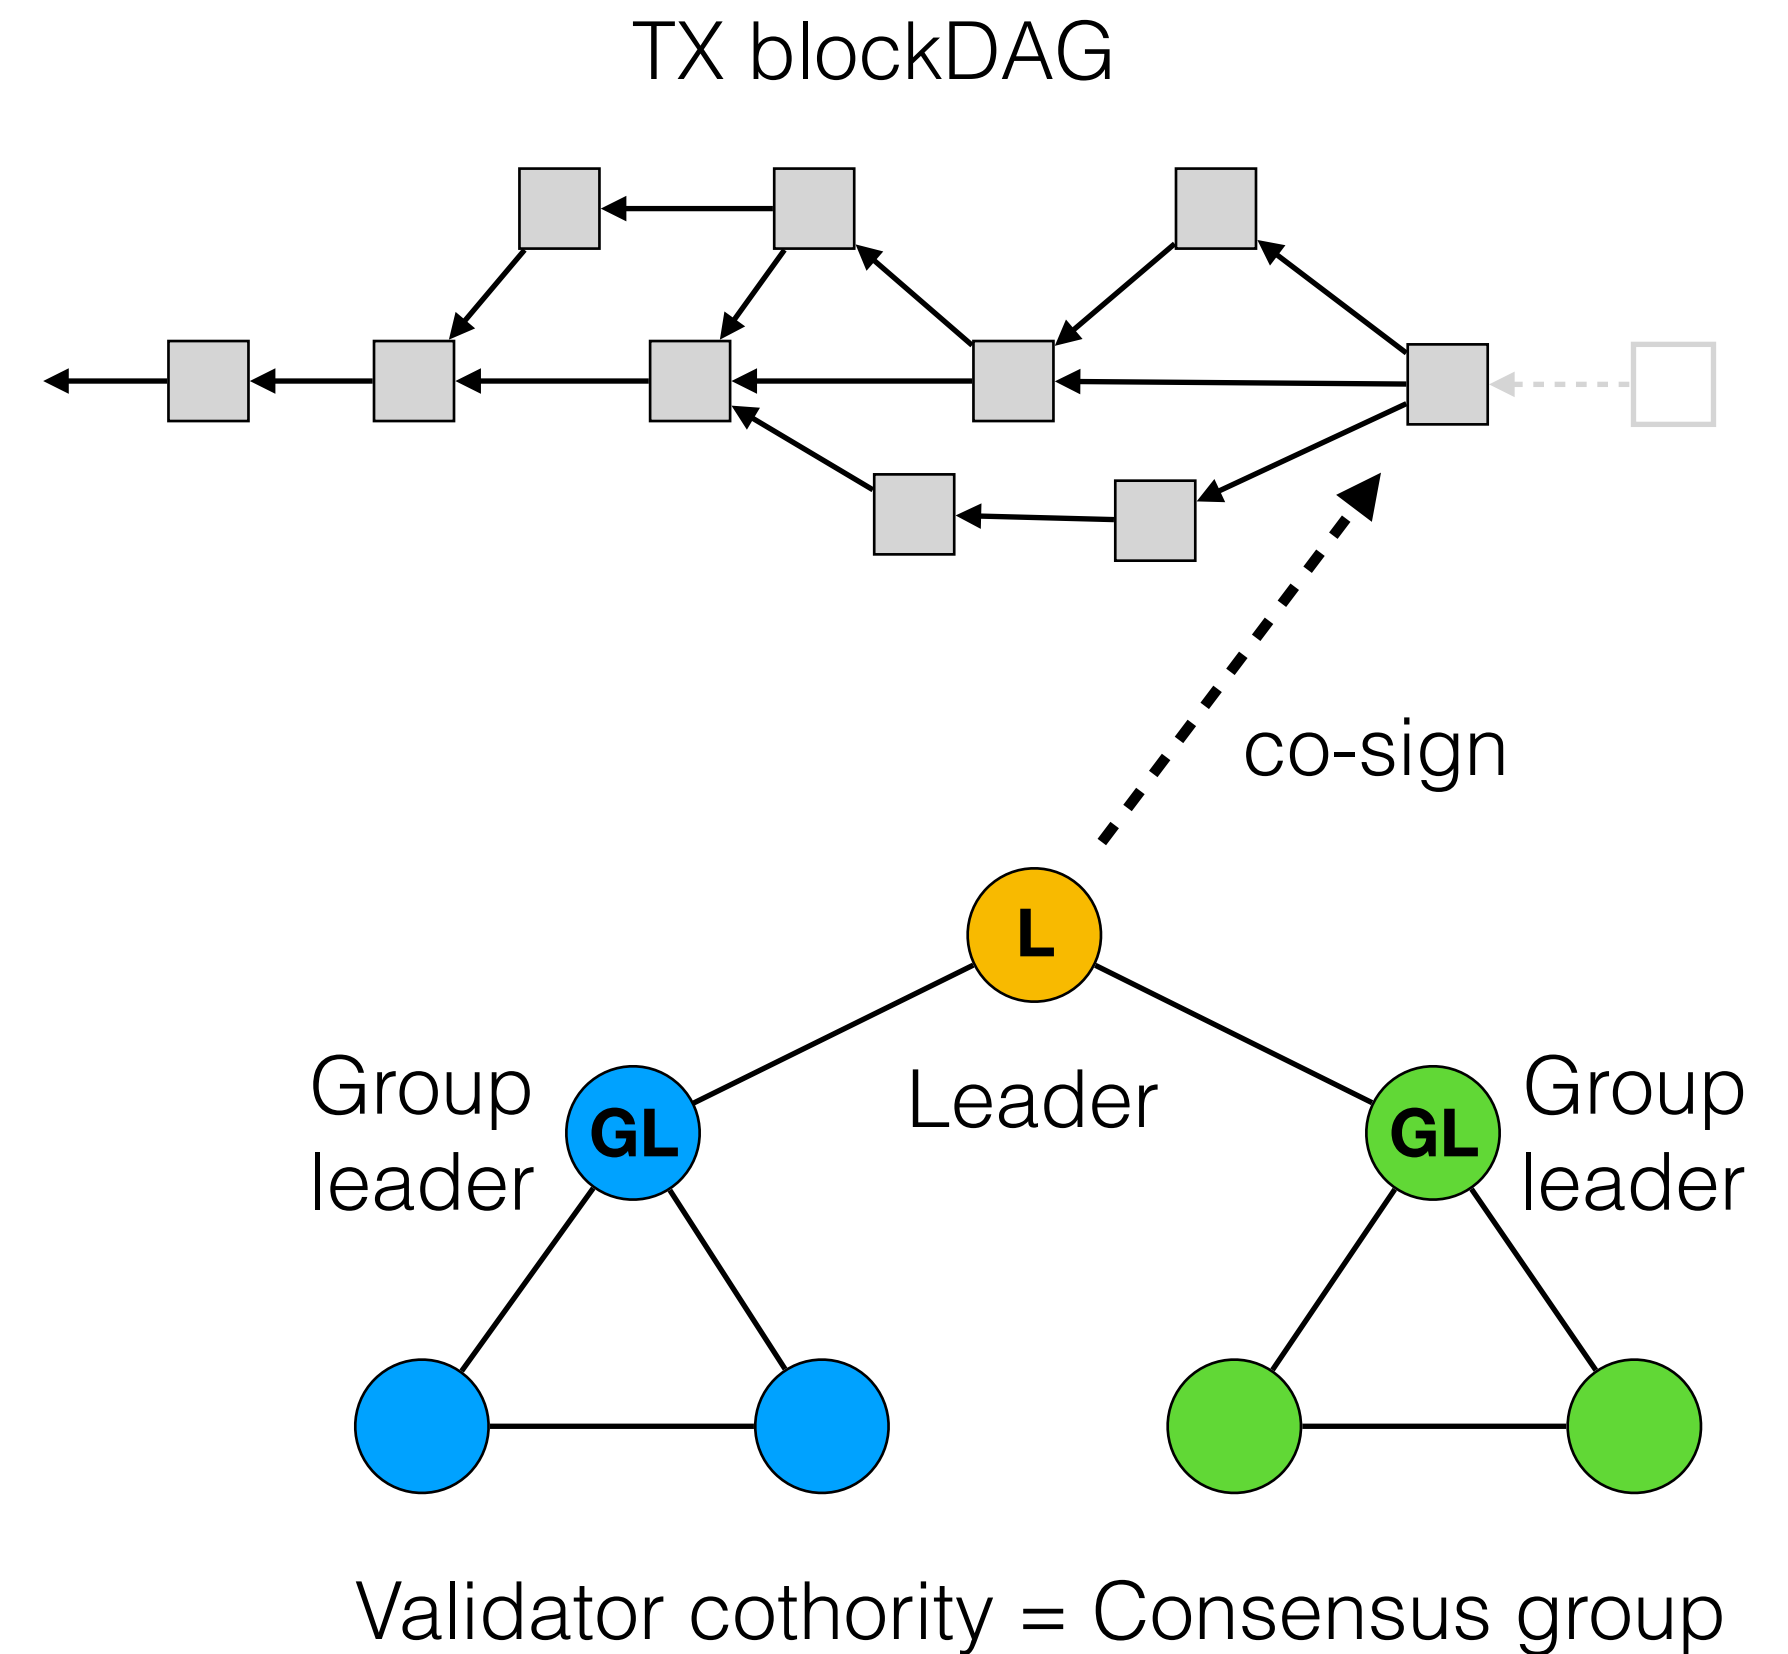 TX blockDAG
co-sign
L
Group
leader
GL
Leader
GL
Group
leader
Validator cothority = Consensus group